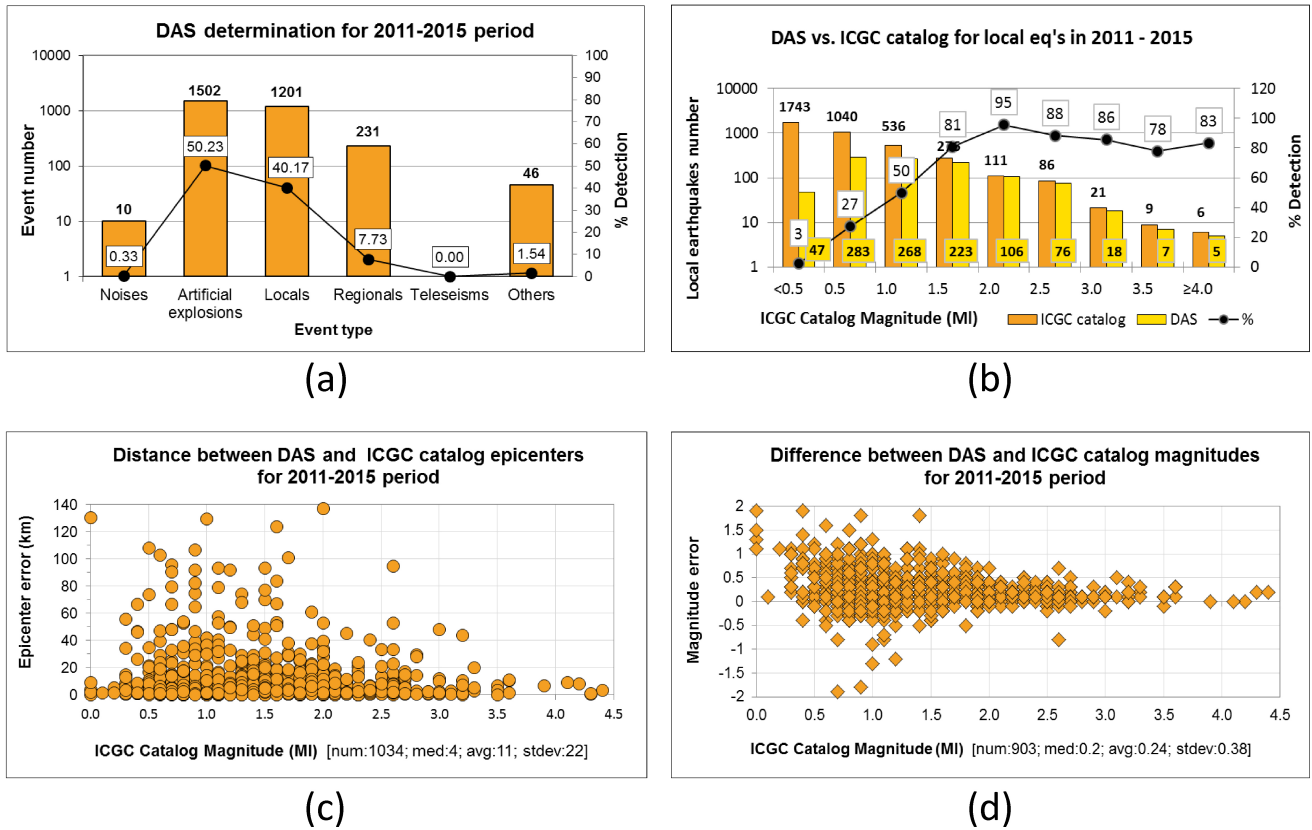 DAS determination for 2011-2015 period
Event number
% Detection
10000
1000
100
10
1
100
90
80
70
60
50
40
30
20
10
0
10
1502
1201
231
46
0.33
50.23
40.17
7.73
0.00
1.54
Noises Artificial explosions Locals Regionals Teleseisms Others
Event type
(a)
DAS vs. ICGC catalog for local eq's in 2011 - 2015
Local earthquakes number
% Detection
10000
1000
100
10
1
120
100
80
60
40
20
0
1743
1040
536
111
86
21
9
6
3
27
50
81
95
88
86
78
83
47 283 268 223 106 76 18 7 5
<0.5 0.5 1.0 1.5 2.0 2.5 3.0 3.5 ≥4.0
ICGC Catalog Magnitude (Ml) ICGC catalog DAS %
(b)
Distance between DAS and ICGC catalog epicenters
for 2011-2015 period
Epicenter error (km)
140
120
100
80
60
40
20
0
0.0 0.5 1.0 1.5 2.0 2.5 3.0 3.5 4.0 4.5
ICGC Catalog Magnitude (Ml) [num:1034; med:4; avg:11; stdev:22]
(c)
Difference between DAS and ICGC catalog magnitudes
for 2011-2015 period
Magnitude error
2
1.5
1
0.5
0
-0.5
-1
-1.5
-2
0.0 0.5 1.0 1.5 2.0 2.5 3.0 3.5 4.0 4.5
ICGC Catalog Magnitude (Ml) [num:903; med:0.2; avg:0.24; stdev:0.38]
(d)